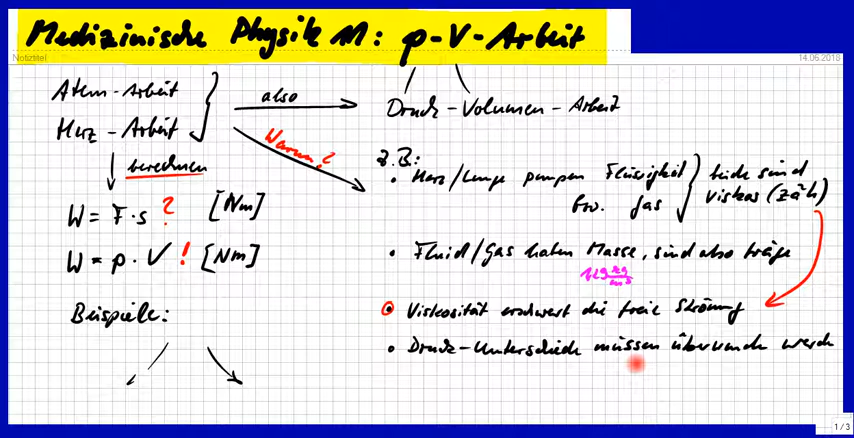 Medizinische Physik M: p-V-Arbeit
Notiztitel
14.06.2018
Atem-Arbeit
Herz-Arbeit
also
Druck-Volumen-Arbeit
Warum?
berechnen
W = F·s ? [Nm]
W = p·V ! [Nm]
Beispiele:
z.B.:
• Herz/Lunge pumpen Flüssigkeit
bzw. Gas
beide sind
viskos (zäh)
• Fluid/Gas haben Masse, sind also träge
1,29 kg/m³
• Viskosität erschwert die freie Strömung
• Druck-Unterschiede müssen überwunden werden
1/3